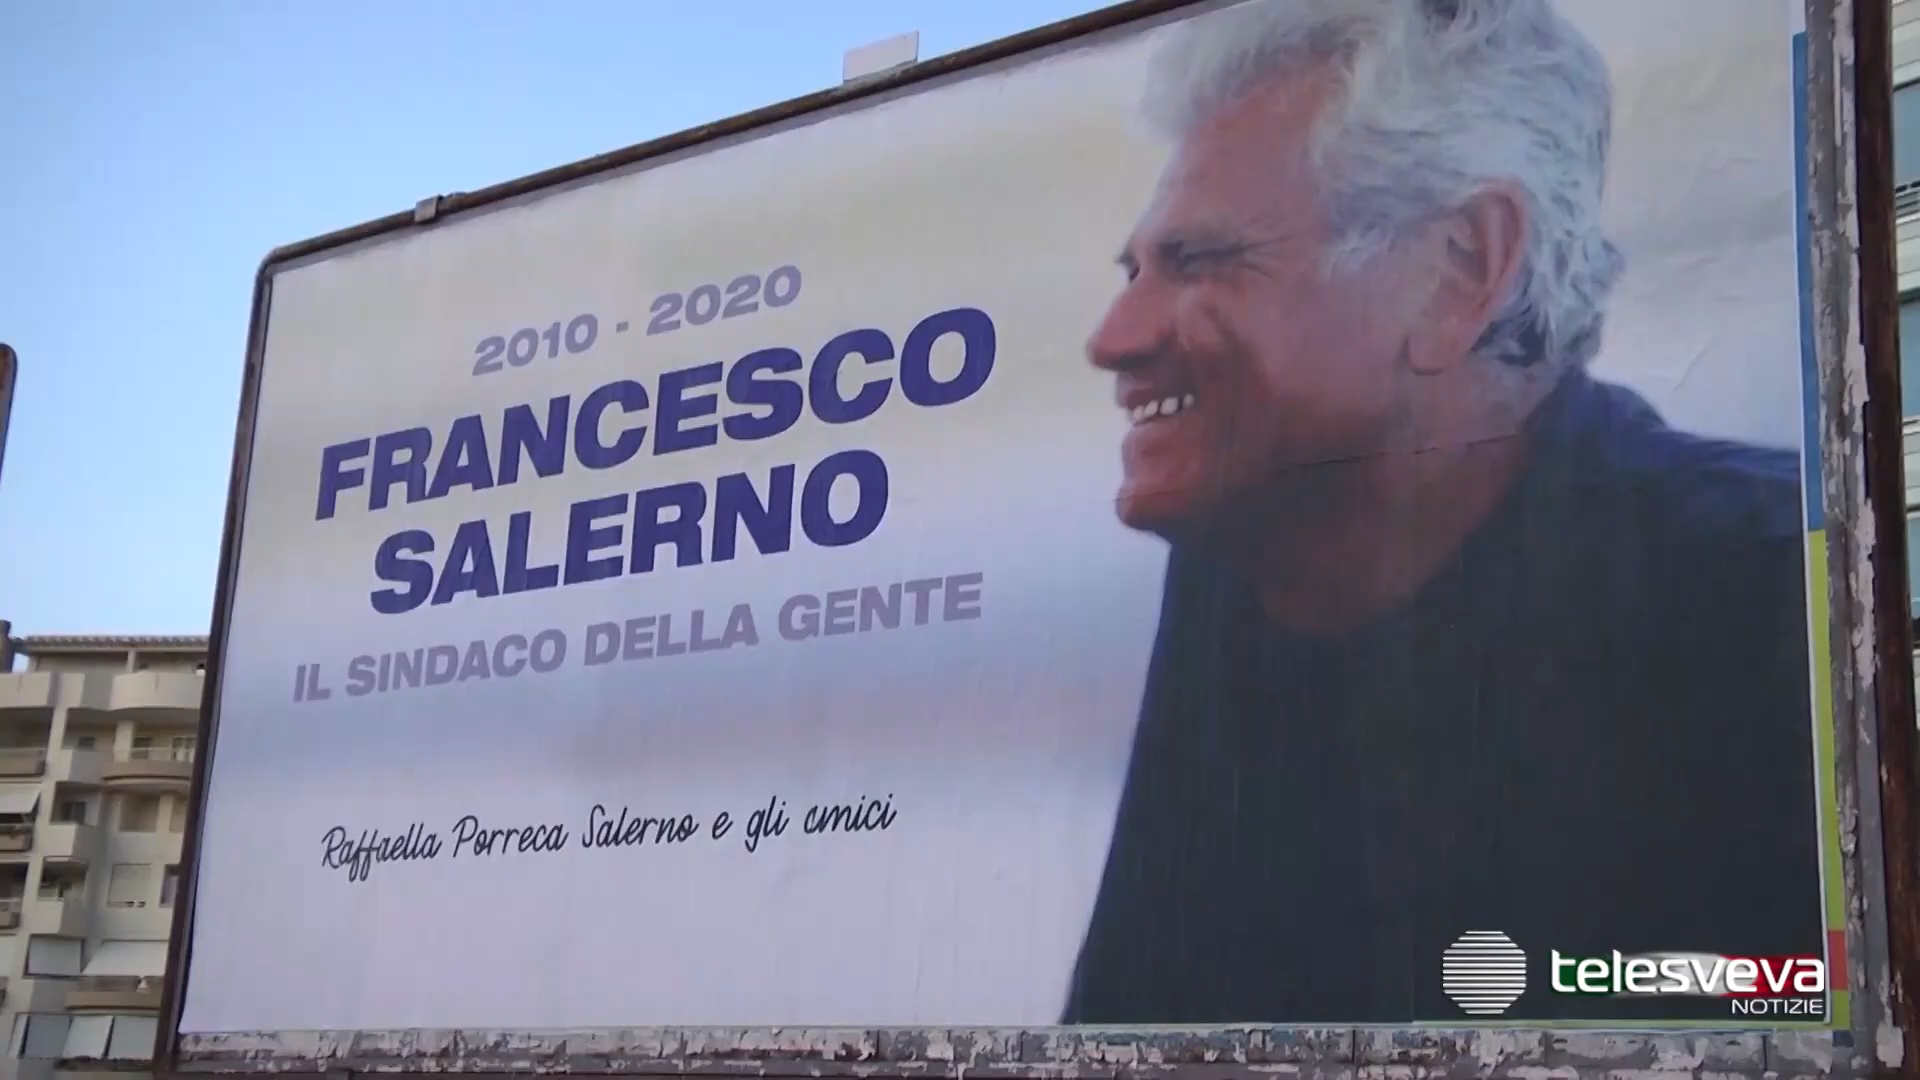 2010 - 2020
FRANCESCO
SALERNO
IL SINDACO DELLA GENTE
Raffaella Porreca Salerno e gli amici
telesveva
NOTIZIE